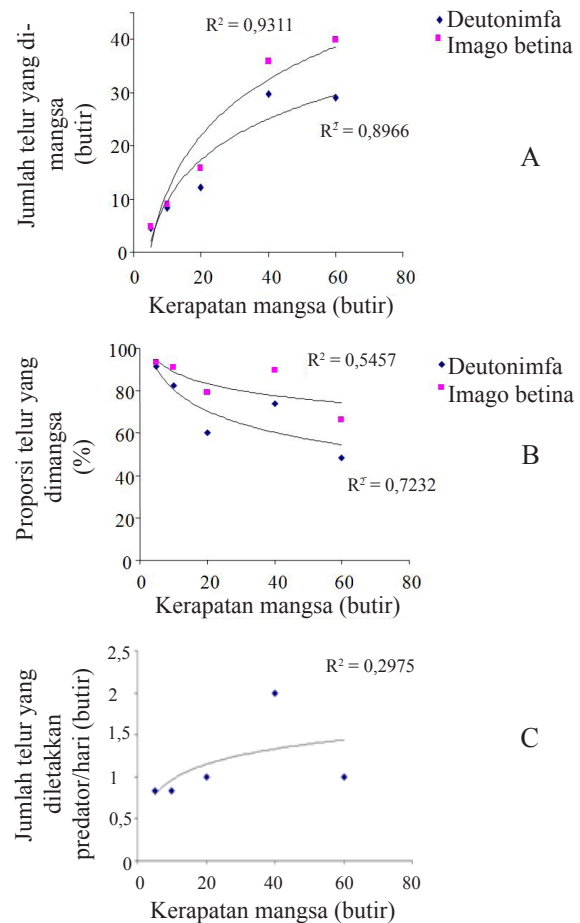 Jumlah telur yang di-
mangsa
(butir)
40
30
20
10
0
R² = 0,9311
R² = 0,8966
Deutonimfa
Imago betina
A
0
20
40
60
80
Kerapatan mangsa (butir)
Proporsi telur yang
dimangsa
(%)
100
80
60
40
20
0
R² = 0,5457
R² = 0,7232
Deutonimfa
Imago betina
B
0
20
40
60
80
Kerapatan mangsa (butir)
Jumlah telur yang
diletakkan
predator/hari (butir)
2,5
2
1,5
1
0,5
0
R² = 0,2975
C
0
20
40
60
80
Kerapatan mangsa (butir)